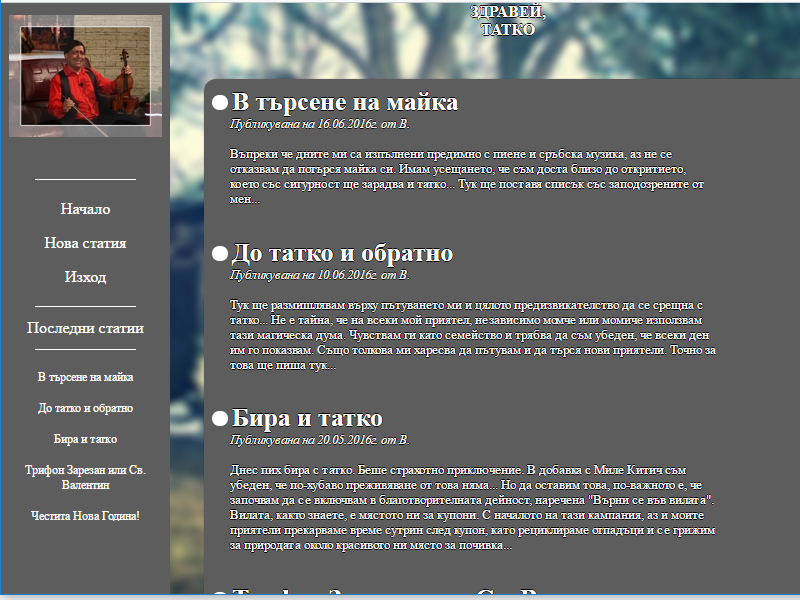 ЗДРАВЕЙ,
ТАТКО
Начало
Нова статия
Изход
Последни статии
В търсене на майка
До татко и обратно
Бира и татко
Трифон Зарезан или Св.
Валентин
Честита Нова Година!
В търсене на майка
Публикувана на 16.06.2016г. от В.
Въпреки че дните ми са изпълнени предимно с пиене и сръбска музика, аз не се
отказвам да погърся майка си. Имам усещането, че съм доста близо до откритието,
което със сигурност ще зарадва и татко... Тук ще поставя списък със заподозрените от
мен...
До татко и обратно
Публикувана на 10.06.2016г. от В.
Тук ще размишлявам върху пътуването ми и цялото предизвикателство да се срещна с
татко... Не е тайна, че на всеки мой приятел, независимо момче или момиче използвам
тази магическа дума. Чувствам ги като семейство и трябва да съм убеден, че всеки ден
им го показвам. Също толкова ми харесва да пътувам и да търся нови приятели. Точно за
това ще пиша тук...
Бира и татко
Публикувана на 20.05.2016г. от В.
Днес пих бира с татко. Беше страхотно приключение. В добавка с Миле Китич съм
убеден, че по-хубаво преживяване от това няма... Но да оставим това, по-важното е, че
започвам да се включвам в благотворителната дейност, наречена "Върни се във вилата".
Вилата, както знаете, е мястото ни за купони. С началото на тази кампания, аз и моите
приятели прекарваме време сутрин след купон, като рециклираме отпадъци и се грижим
за природата около красивото ни място за почивка...